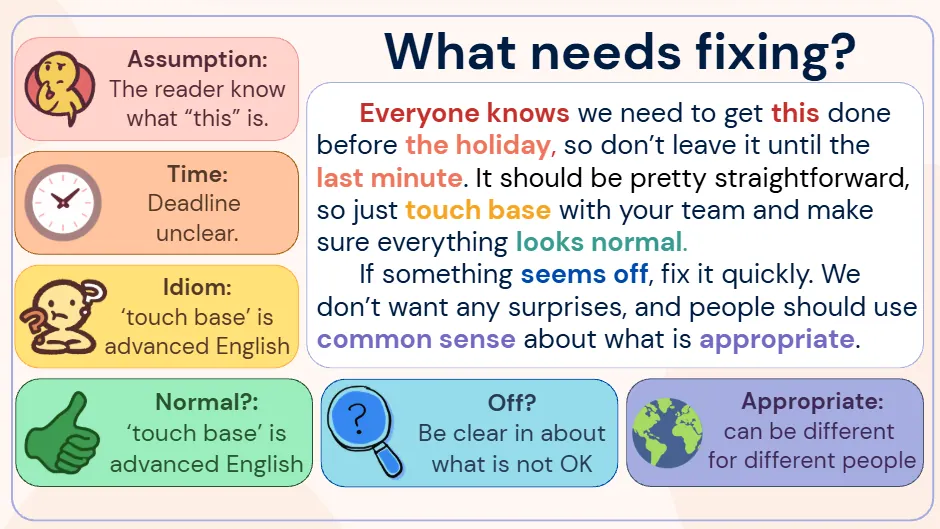 What needs fixing?
Assumption:
The reader know
what “this” is.
Time:
Deadline
unclear.
Idiom:
‘touch base’ is
advanced English
Everyone knows we need to get this done
before the holiday, so don’t leave it until the
last minute. It should be pretty straightforward,
so just touch base with your team and make
sure everything looks normal.
If something seems off, fix it quickly. We
don’t want any surprises, and people should use
common sense about what is appropriate.
Normal?:
‘touch base’ is
advanced English
?
Off?
Be clear in about
what is not OK
Appropriate:
can be different
for different people